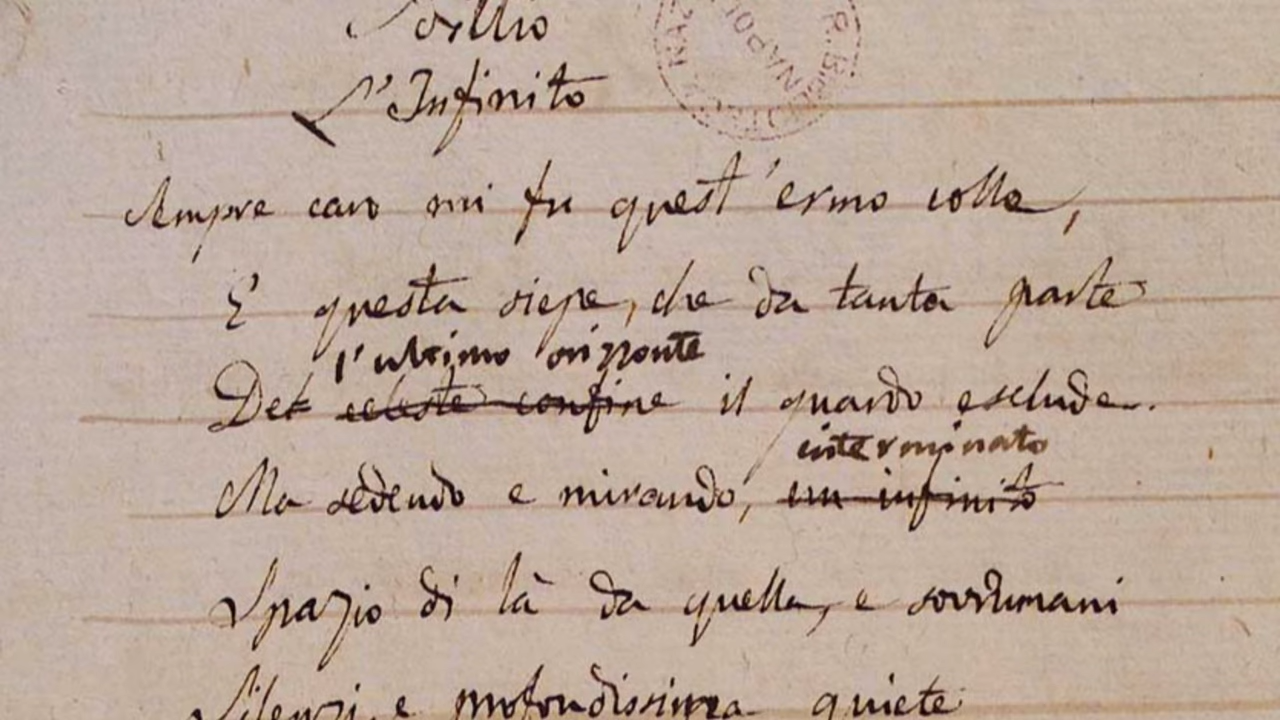 Idillio
L'Infinito
Sempre caro mi fu quest'ermo colle,
E questa siepe, che da tanta parte
l'ultimo orizzonte
Del celeste confine il guardo esclude.
interminato
Ma sedendo e mirando, un infinito
Spazio di là da quella, e sovrumani
Silenzi, e profondissima quiete